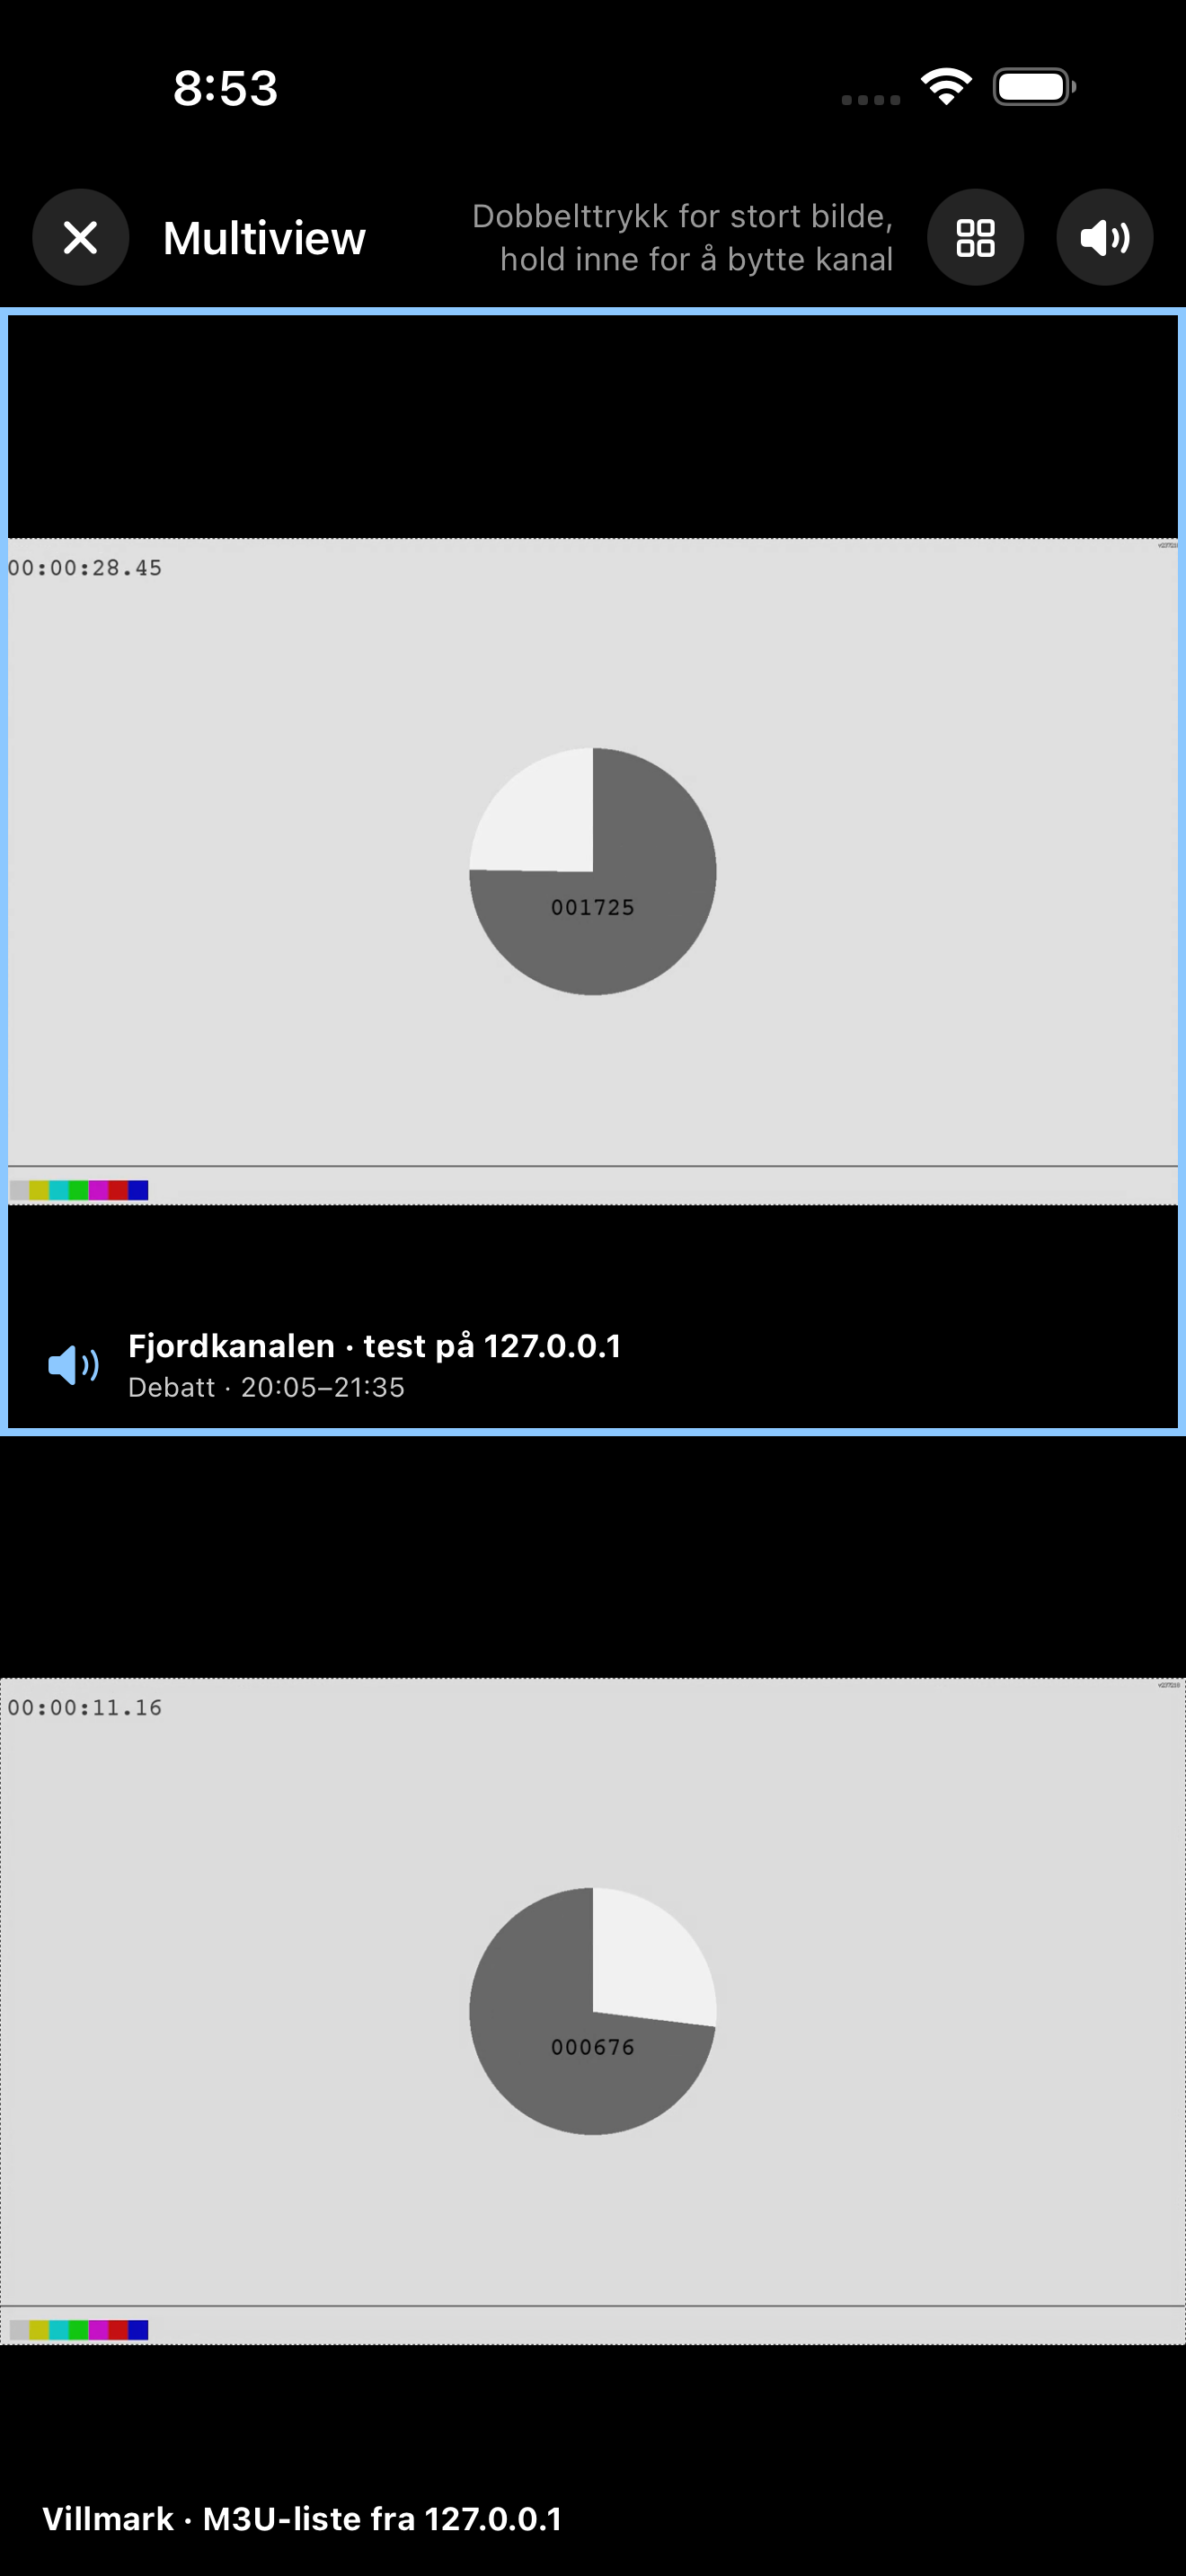 8:53
Multiview
Dobbelttrykk for stort bilde,
hold inne for å bytte kanal
00:00:28.45
001725
Fjordkanalen · test på 127.0.0.1
Debatt · 20:05–21:35
00:00:11.16
000676
Villmark · M3U-liste fra 127.0.0.1